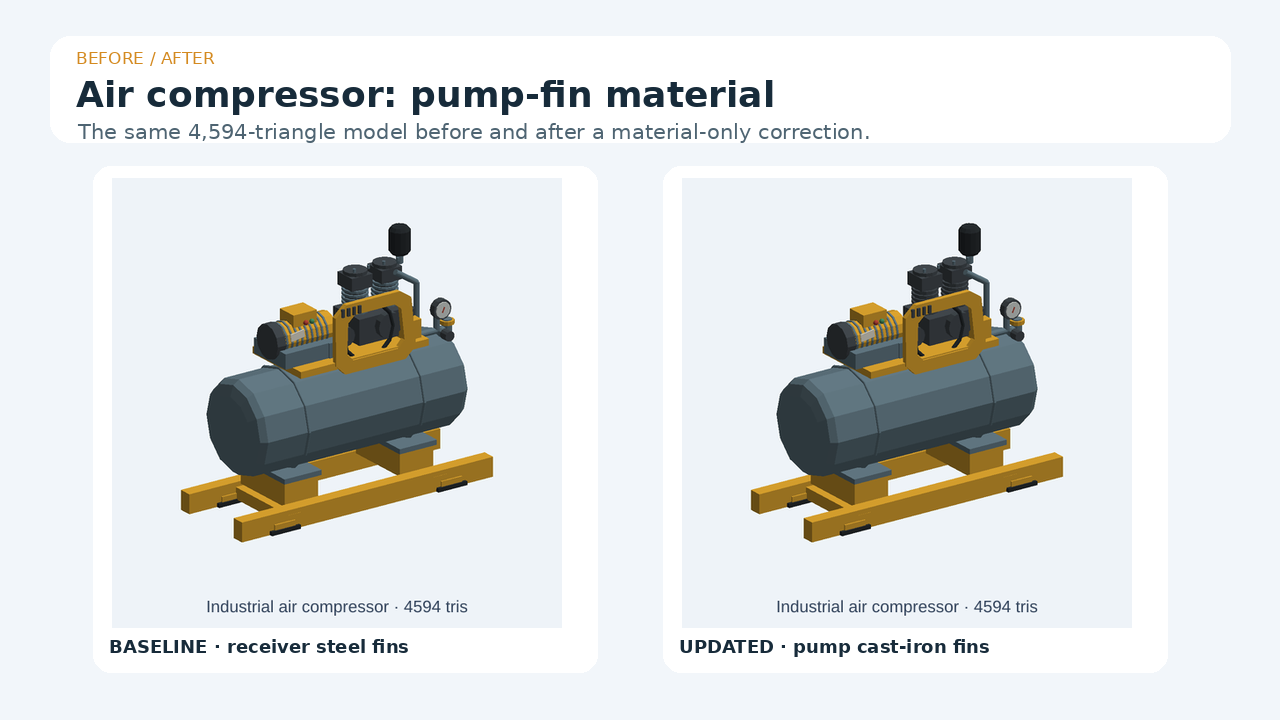 BEFORE / AFTER
Air compressor: pump-fin material
The same 4,594-triangle model before and after a material-only correction.
Industrial air compressor · 4594 tris
BASELINE · receiver steel fins
Industrial air compressor · 4594 tris
UPDATED · pump cast-iron fins